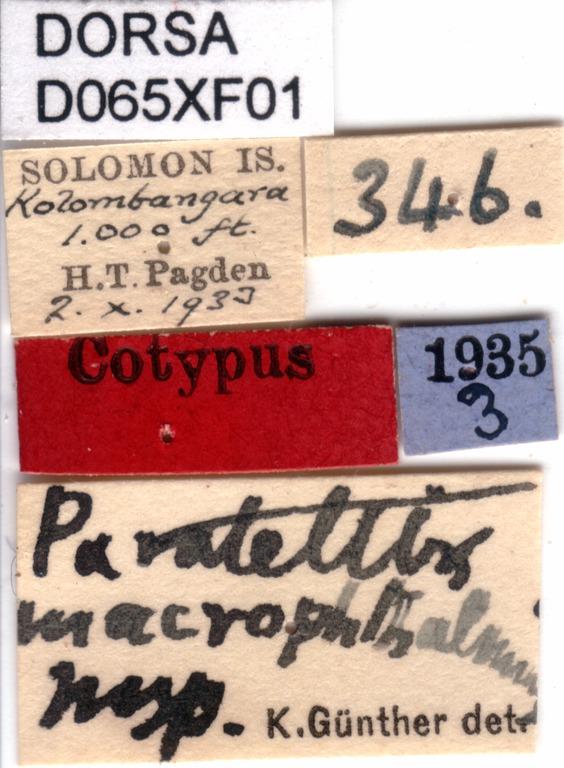 DORSA
D065XF01
SOLOMON IS.
Kolombangara
1.000 ft.
H.T. Pagden
2. x. 1933
346.
Cotypus
1935
3
Paratettix
macrophthalmus
nsp.
K.Günther det.